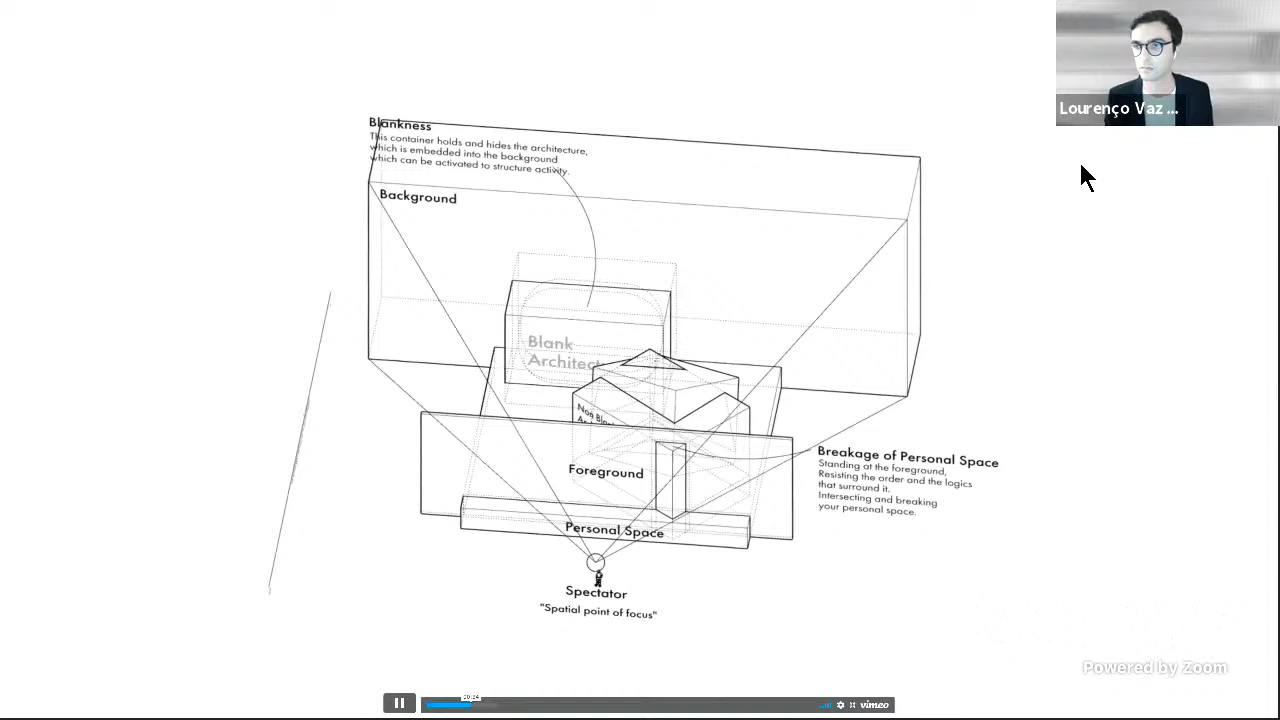 Lourenço Vaz ...
Blankness
This container holds and hides the architecture,
which is embedded into the background
which can be activated to structure activity.
Background
Blank
Architect
Non Bla
Foreground
Breakage of Personal Space
Standing at the foreground,
Resisting the order and the logics
that surround it.
Intersecting and breaking
your personal space.
Personal Space
Spectator
"Spatial point of focus"
Powered by Zoom
vimeo